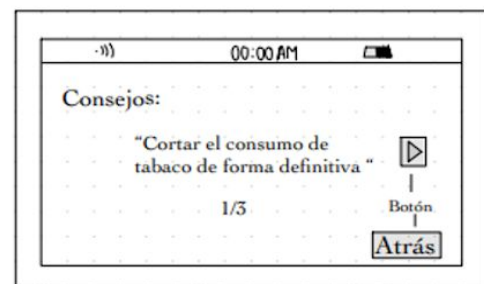 00:00 AM
Consejos:
“Cortar el consumo de
tabaco de forma definitiva “
1/3
Botón
Atrás